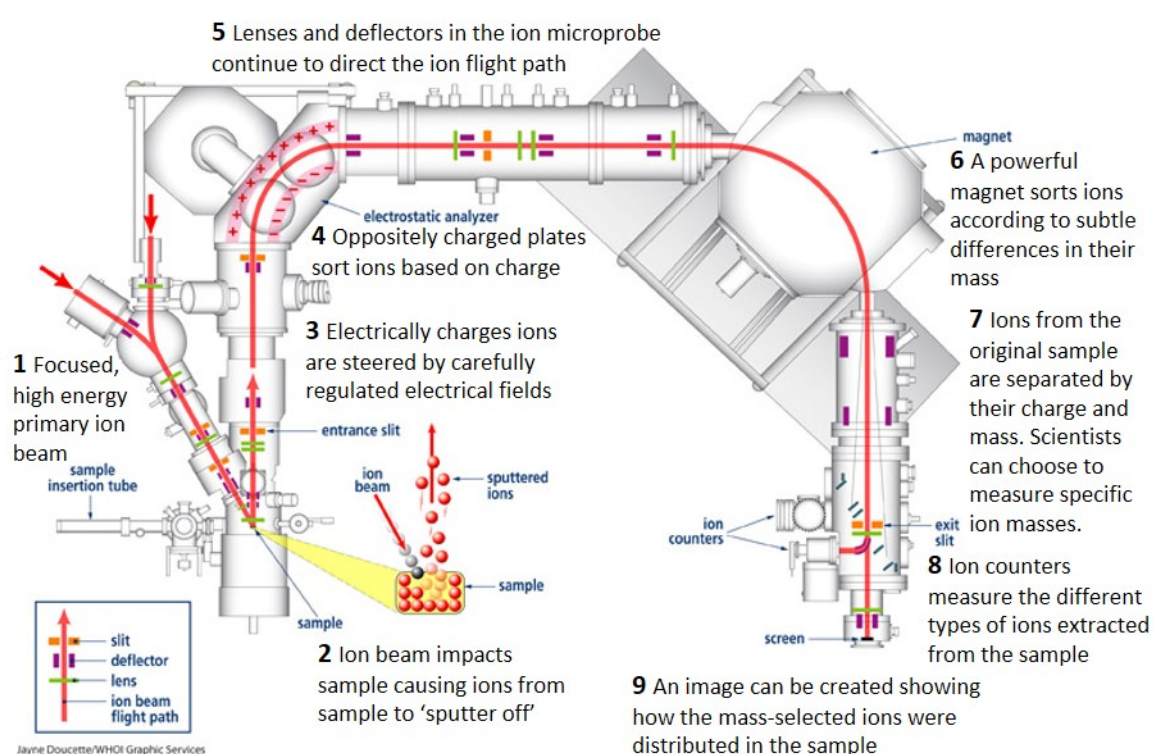 5 Lenses and deflectors in the ion microprobe
continue to direct the ion flight path
magnet
6 A powerful
magnet sorts ions
according to subtle
differences in their
mass
electrostatic analyzer
4 Oppositely charged plates
sort ions based on charge
3 Electrically charges ions
are steered by carefully
regulated electrical fields
1 Focused,
high energy
primary ion
beam
7 Ions from the
original sample
are separated by
their charge and
mass. Scientists
can choose to
measure specific
ion masses.
entrance slit
sample
insertion tube
ion
beam
sputtered
ions
sample
sample
ion
counters
exit
slit
8 Ion counters
measure the different
types of ions extracted
from the sample
screen
2 Ion beam impacts
sample causing ions from
sample to ‘sputter off’
9 An image can be created showing
how the mass-selected ions were
distributed in the sample
slit
deflector
lens
ion beam
flight path
Jayne Doucette/WHOI Graphic Services